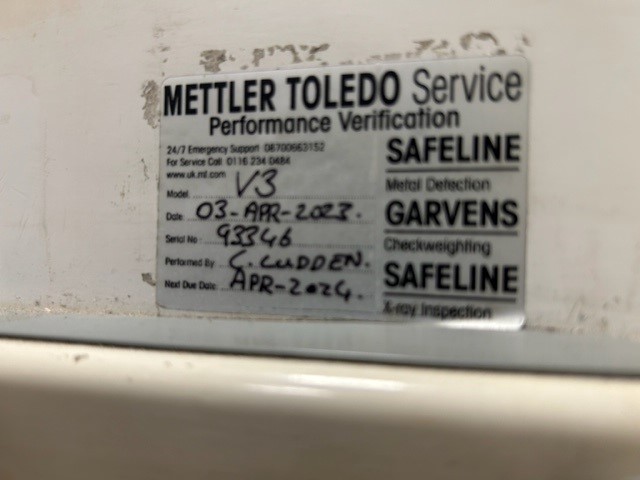 METTLER TOLEDO Service
Performance Verification
24/7 Emergency Support 08700663152
For Service Call 0116 234 0484
www.uk.mt.com
Model V3
Date 03-APR-2023.
Serial No 93346
Performed By C. LUDDEN.
Next Due Date APR-2024.
SAFELINE
Metal Detection
GARVENS
Checkweighting
SAFELINE
X-ray Inspection